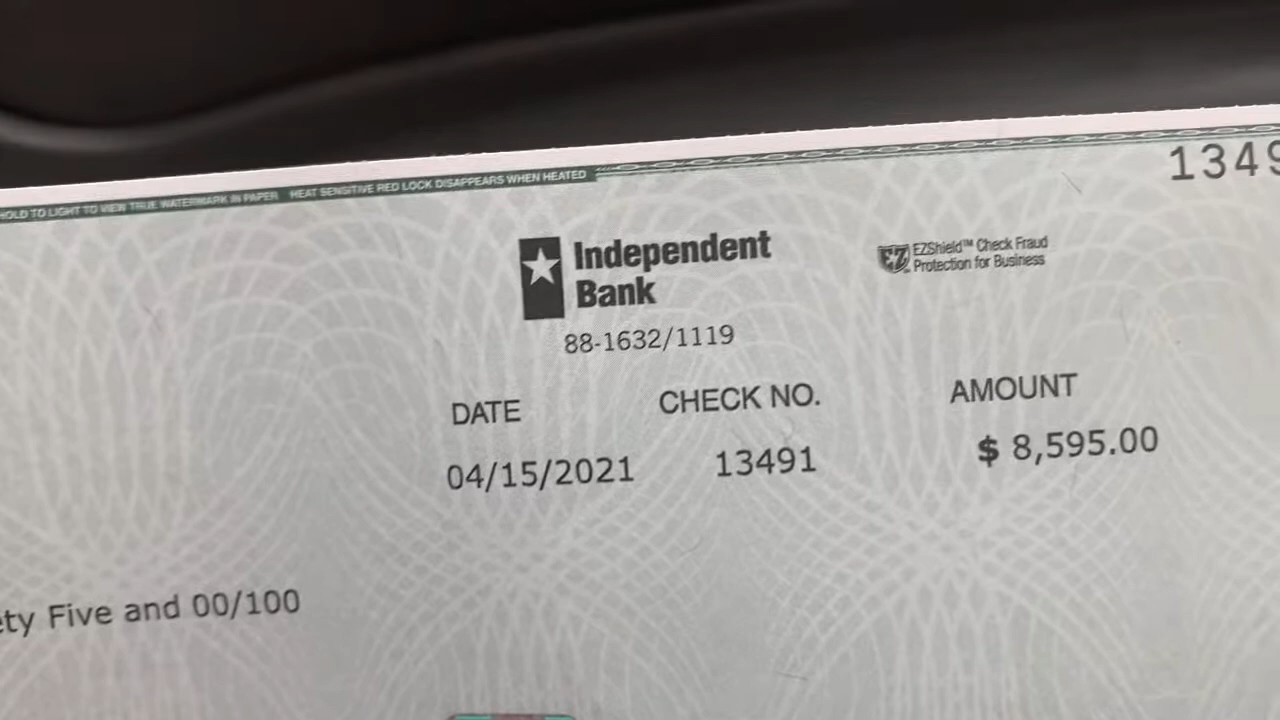 HOLD TO LIGHT TO VIEW TRUE WATERMARK IN PAPER HEAT SENSITIVE RED LOCK DISAPPEARS WHEN HEATED
1349
Independent
Bank
EZ EZShield™ Check Fraud
Protection for Business
88-1632/1119
DATE CHECK NO. AMOUNT
04/15/2021 13491 $ 8,595.00
ety Five and 00/100